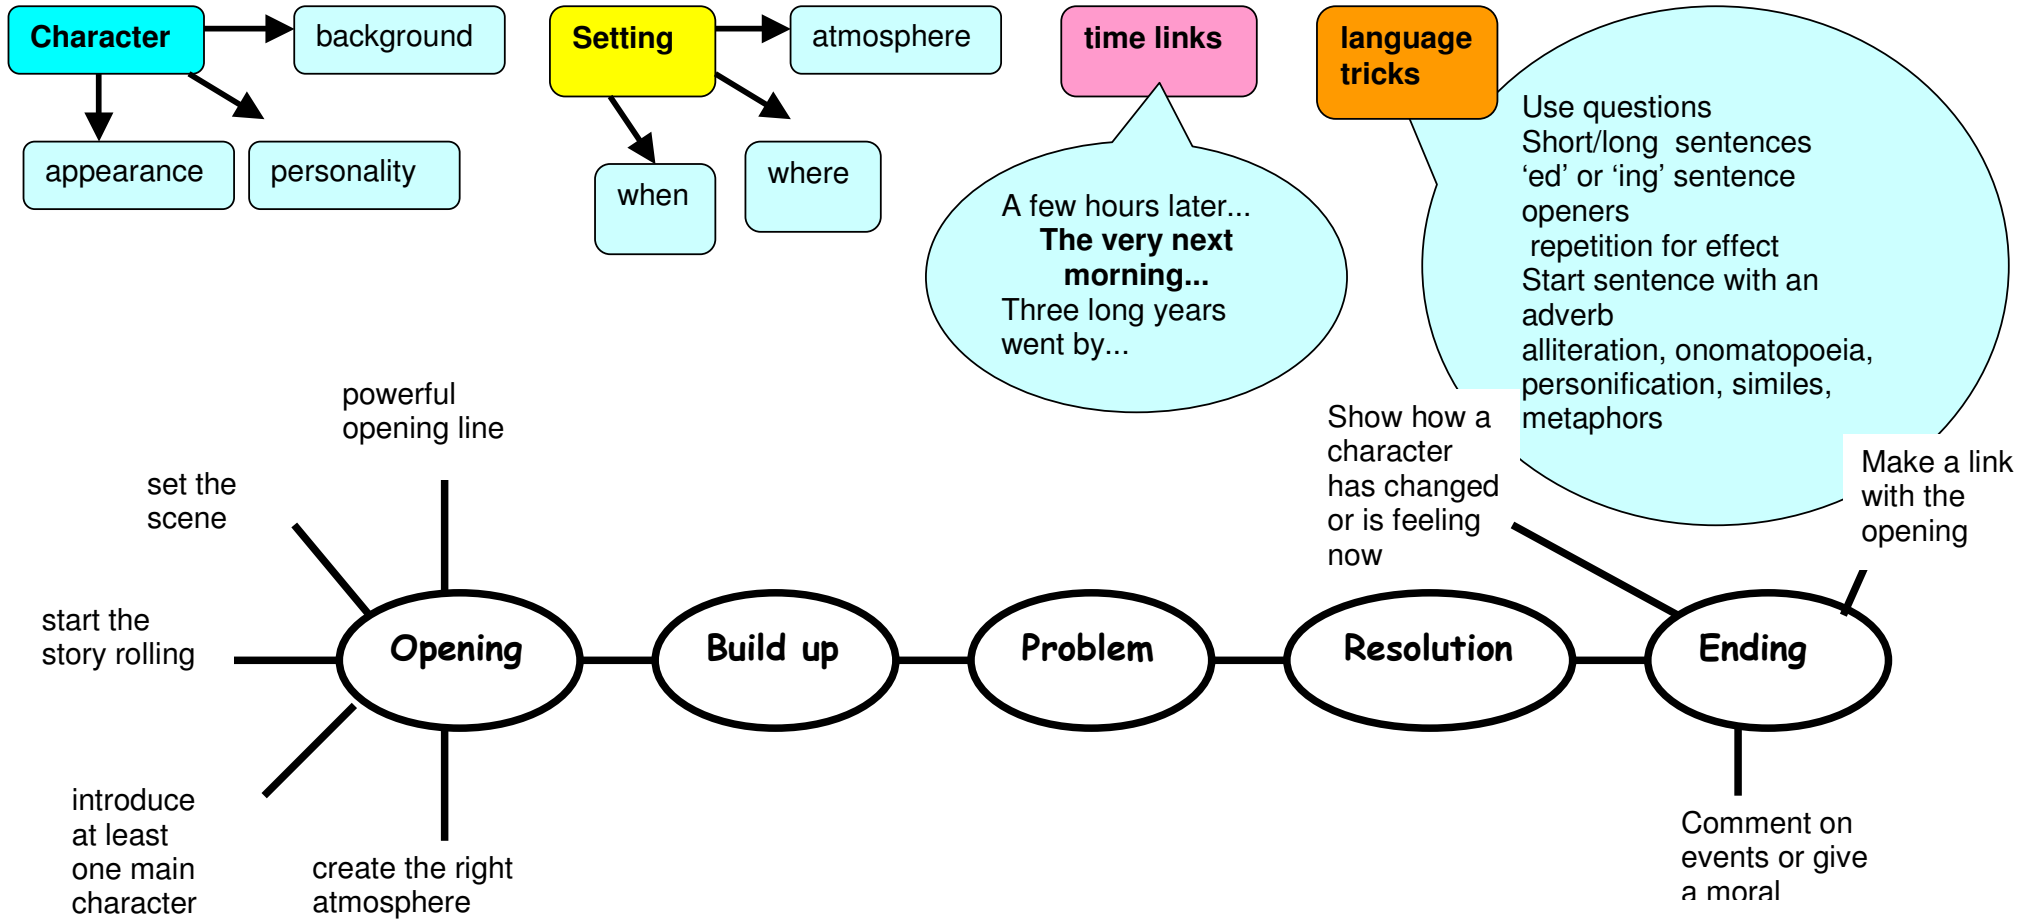 Character
background
appearance
personality
Setting
atmosphere
when
where
time links
A few hours later...
The very next
morning...
Three long years
went by...
language
tricks
Use questions
Short/long  sentences
‘ed’ or ‘ing’ sentence
openers
repetition for effect
Start sentence with an
adverb
alliteration, onomatopoeia,
personification, similes,
metaphors
powerful
opening line
set the
scene
start the
story rolling
introduce
at least
one main
character
create the right
atmosphere
Opening
Build up
Problem
Resolution
Ending
Show how a
character
has changed
or is feeling
now
Make a link
with the
opening
Comment on
events or give
a moral